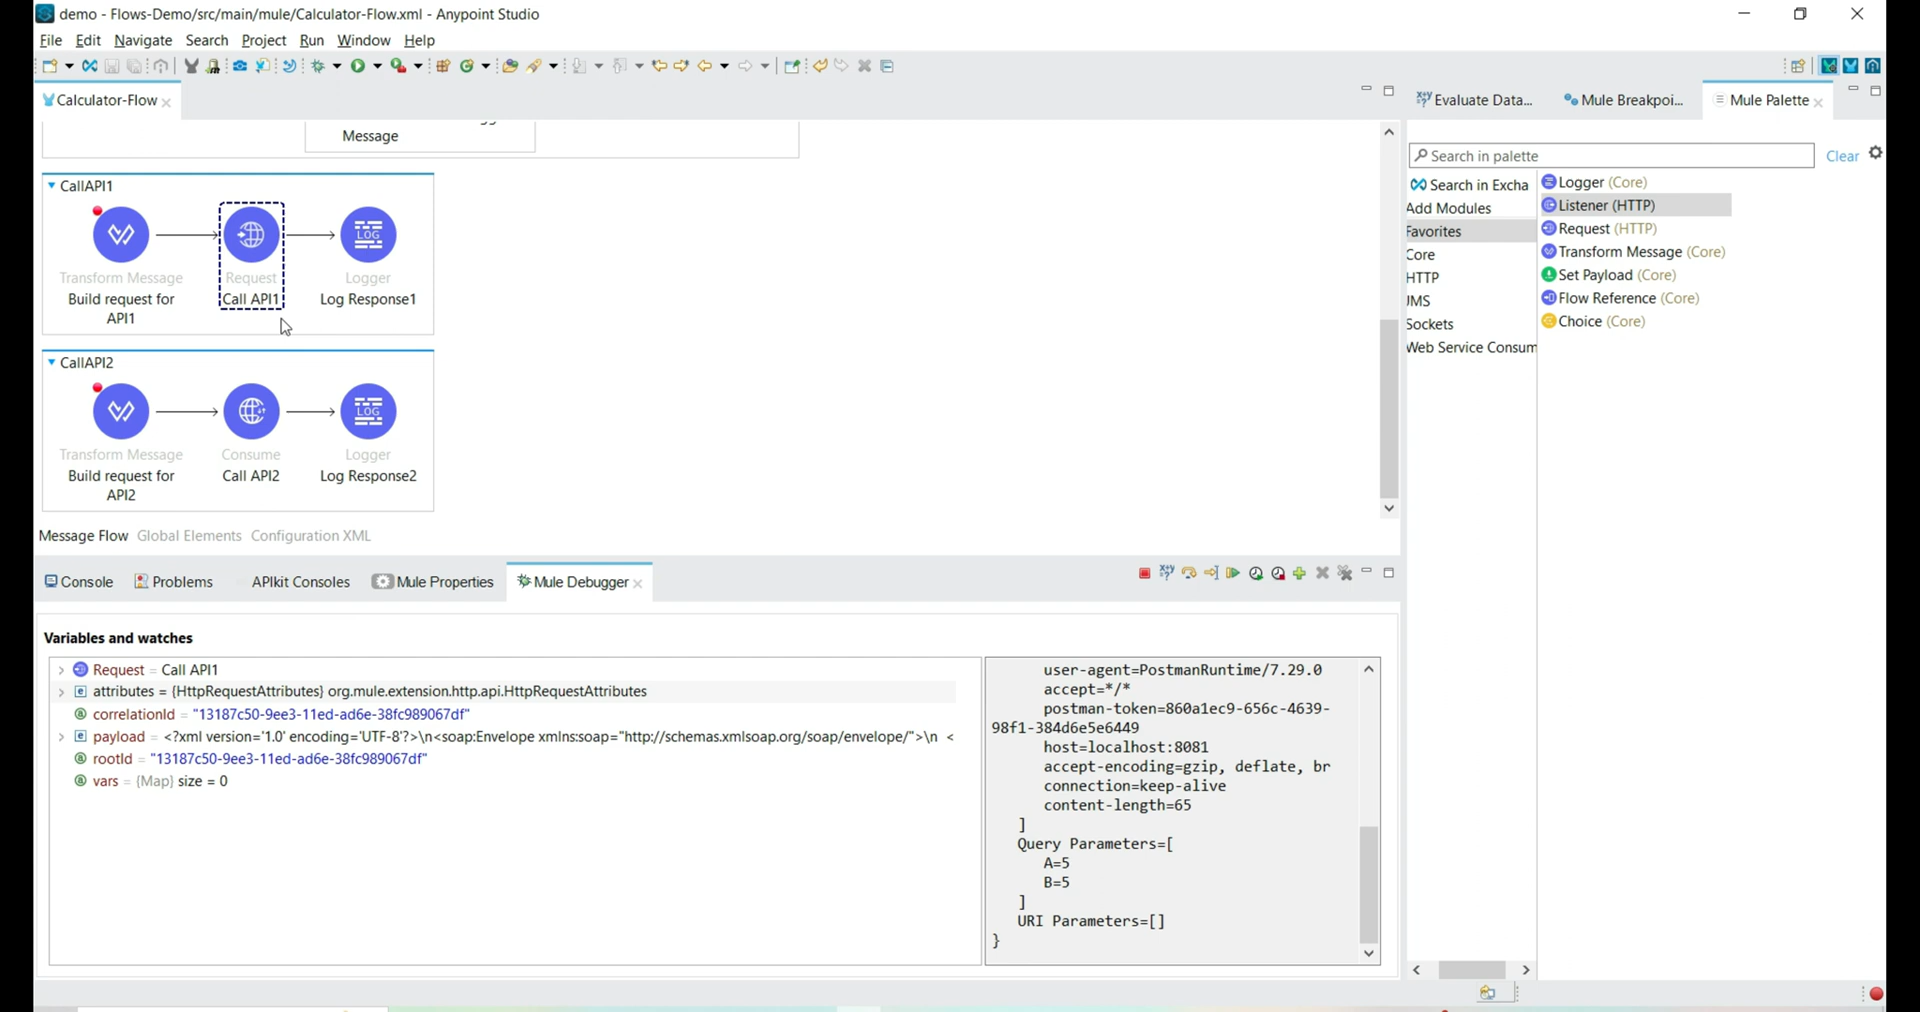 demo - Flows-Demo/src/main/mule/Calculator-Flow.xml - Anypoint Studio
File Edit Navigate Search Project Run Window Help
Calculator-Flow
Evaluate Data... Mule Breakpoi... Mule Palette
Message
Search in palette Clear
CallAPI1
LOG
Transform Message Request Logger
Build request for Call API1 Log Response1
API1
CallAPI2
LOG
Transform Message Consume Logger
Build request for Call API2 Log Response2
API2
Search in Excha
Add Modules
Favorites
Core
HTTP
JMS
Sockets
Web Service Consum
Logger (Core)
Listener (HTTP)
Request (HTTP)
Transform Message (Core)
Set Payload (Core)
Flow Reference (Core)
Choice (Core)
Message Flow Global Elements Configuration XML
Console Problems APIkit Consoles Mule Properties Mule Debugger
Variables and watches
Request = Call API1
attributes = {HttpRequestAttributes} org.mule.extension.http.api.HttpRequestAttributes
correlationId = "13187c50-9ee3-11ed-ad6e-38fc989067df"
payload = <?xml version='1.0' encoding='UTF-8'?>\n<soap:Envelope xmlns:soap="http://schemas.xmlsoap.org/soap/envelope/">\n <
rootId = "13187c50-9ee3-11ed-ad6e-38fc989067df"
vars = {Map} size = 0
user-agent=PostmanRuntime/7.29.0
accept=*/*
postman-token=860a1ec9-656c-4639-
98f1-384d6e5e6449
host=localhost:8081
accept-encoding=gzip, deflate, br
connection=keep-alive
content-length=65
]
Query Parameters=[
A=5
B=5
]
URI Parameters=[]
}